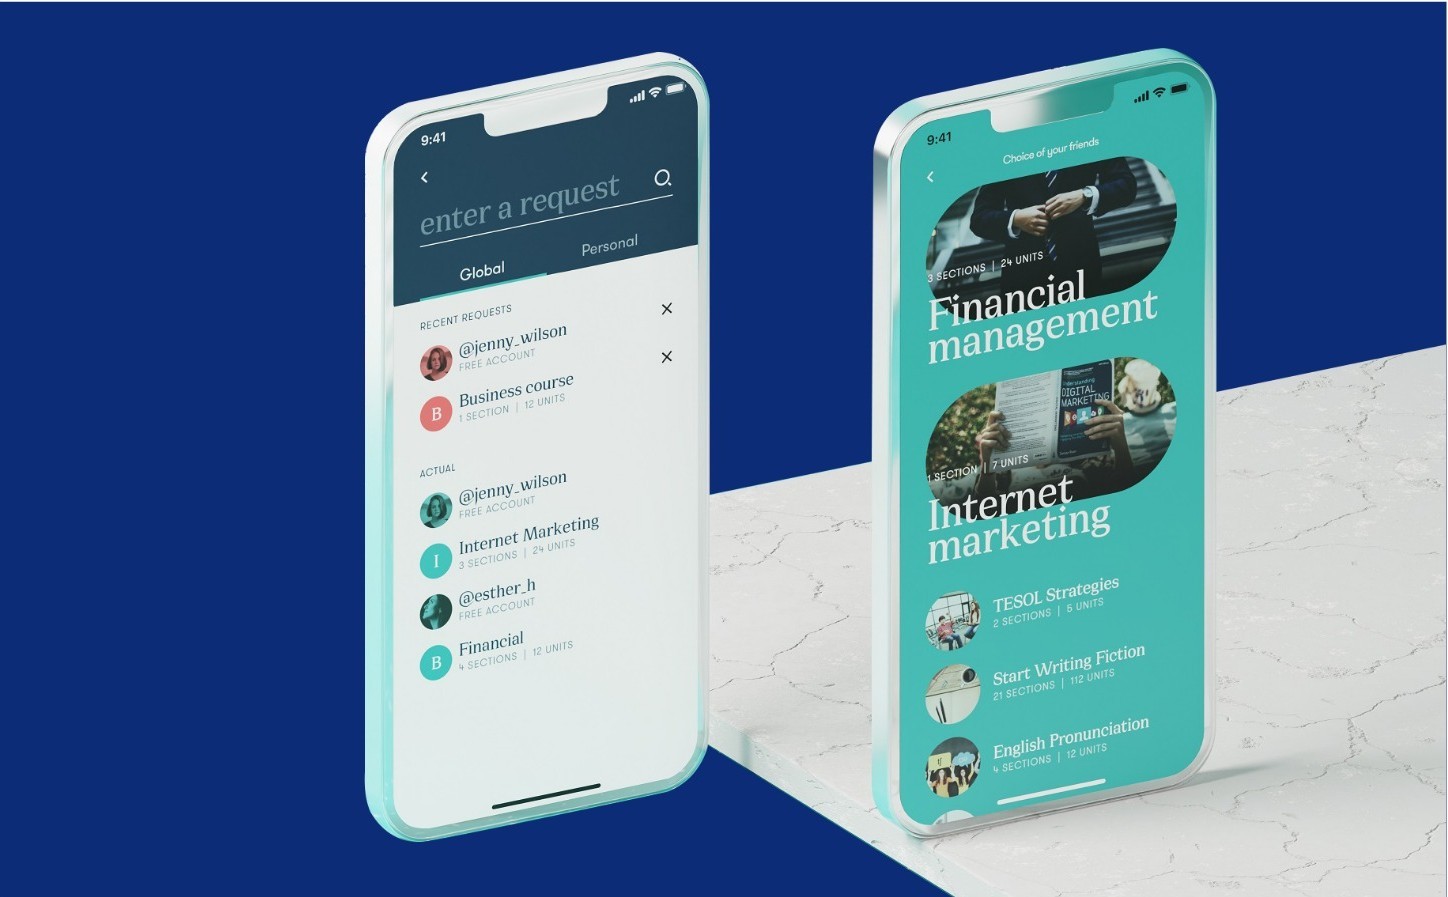 9:41
enter a request
Global
Personal
RECENT REQUESTS
@jenny_wilson
FREE ACCOUNT
B
Business course
1 SECTION | 12 UNITS
ACTUAL
@jenny_wilson
FREE ACCOUNT
I
Internet Marketing
3 SECTIONS | 24 UNITS
@esther_h
FREE ACCOUNT
B
Financial
4 SECTIONS | 12 UNITS
9:41
Choice of your friends
3 SECTIONS | 24 UNITS
Financial
management
Understanding
DIGITAL
MARKETING
1 SECTION | 7 UNITS
Internet
marketing
TESOL Strategies
2 SECTIONS | 5 UNITS
Start Writing Fiction
21 SECTIONS | 112 UNITS
English Pronunciation
4 SECTIONS | 12 UNITS